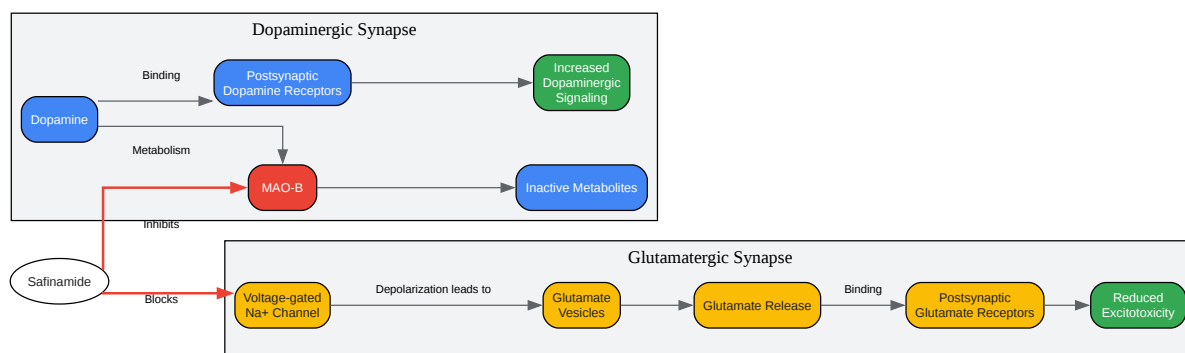 Dopaminergic Synapse
Binding
Postsynaptic
Dopamine Receptors
Increased
Dopaminergic
Signaling
Dopamine
Metabolism
MAO-B
Inactive Metabolites
Inhibits
Glutamatergic Synapse
Safinamide
Blocks
Voltage-gated
Na+ Channel
Depolarization leads to
Glutamate
Vesicles
Glutamate Release
Binding
Postsynaptic
Glutamate Receptors
Reduced
Excitotoxicity